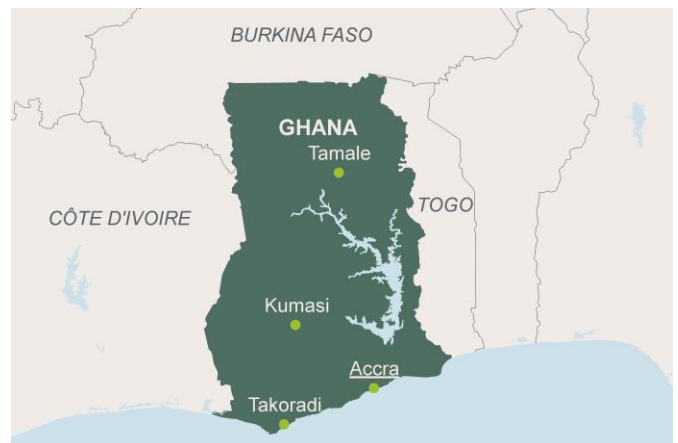 BURKINA FASO
GHANA
Tamale
CÔTE D'IVOIRE
TOGO
Kumasi
Accra
Takoradi